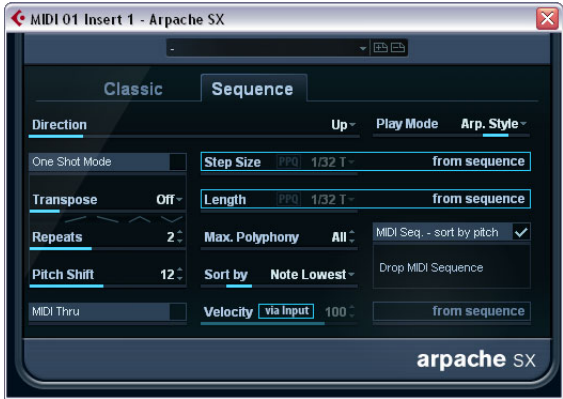 MIDI 01 Insert 1 - Arpache SX
-
Classic Sequence
Direction Up Play Mode Arp. Style
One Shot Mode Step Size PPQ 1/32 T from sequence
Transpose Off Length PPQ 1/32 T from sequence
Repeats 2 Max. Polyphony All MIDI Seq. - sort by pitch
Pitch Shift 12 Sort by Note Lowest Drop MIDI Sequence
MIDI Thru Velocity via Input 100 from sequence
arpache SX